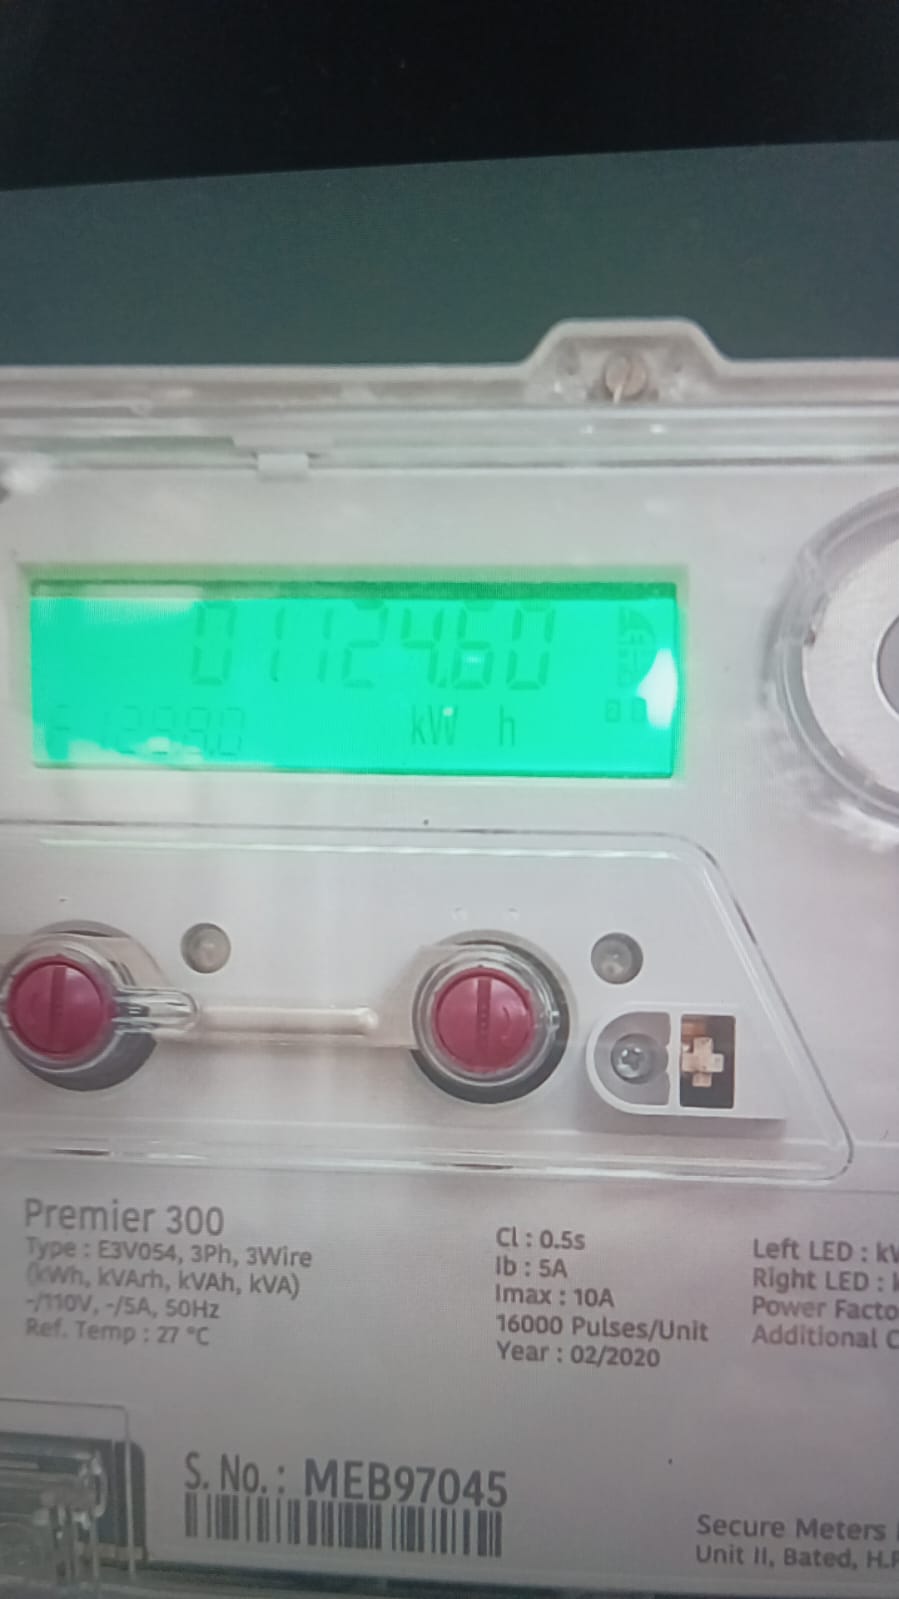 01124.60
kW h
Premier 300
Type : E3V054, 3Ph, 3Wire
(kWh, kVArh, kVAh, kVA)
-/110V, -/5A, 50Hz
Ref. Temp : 27 °C
Cl : 0.5s
Ib : 5A
Imax : 10A
16000 Pulses/Unit
Year : 02/2020
Left LED :
Right LED :
Power
Additional
S. No. : MEB97045
Secure Meters
Unit II, Bated,